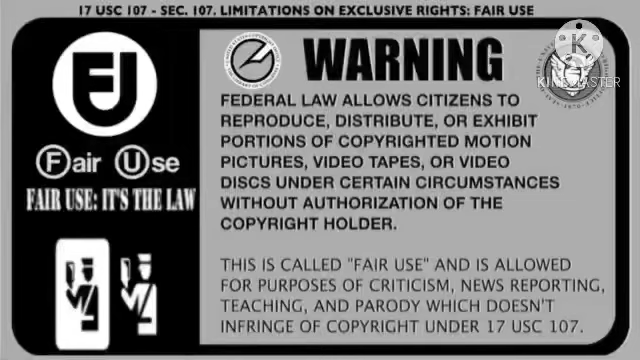 17 USC 107 - SEC. 107. LIMITATIONS ON EXCLUSIVE RIGHTS: FAIR USE
FU
Fair Use
FAIR USE: IT'S THE LAW
WARNING
FEDERAL LAW ALLOWS CITIZENS TO
REPRODUCE, DISTRIBUTE, OR EXHIBIT
PORTIONS OF COPYRIGHTED MOTION
PICTURES, VIDEO TAPES, OR VIDEO
DISCS UNDER CERTAIN CIRCUMSTANCES
WITHOUT AUTHORIZATION OF THE
COPYRIGHT HOLDER.
THIS IS CALLED "FAIR USE" AND IS ALLOWED
FOR PURPOSES OF CRITICISM, NEWS REPORTING,
TEACHING, AND PARODY WHICH DOESN'T
INFRINGE OF COPYRIGHT UNDER 17 USC 107.
K
KINEMASTER